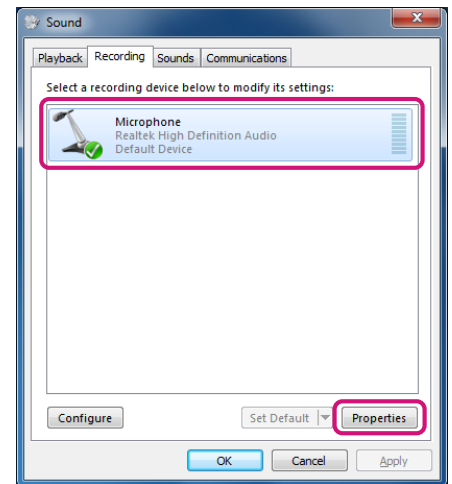 Sound
Playback Recording Sounds Communications
Select a recording device below to modify its settings:
Microphone
Realtek High Definition Audio
Default Device
Configure Set Default Properties
OK Cancel Apply